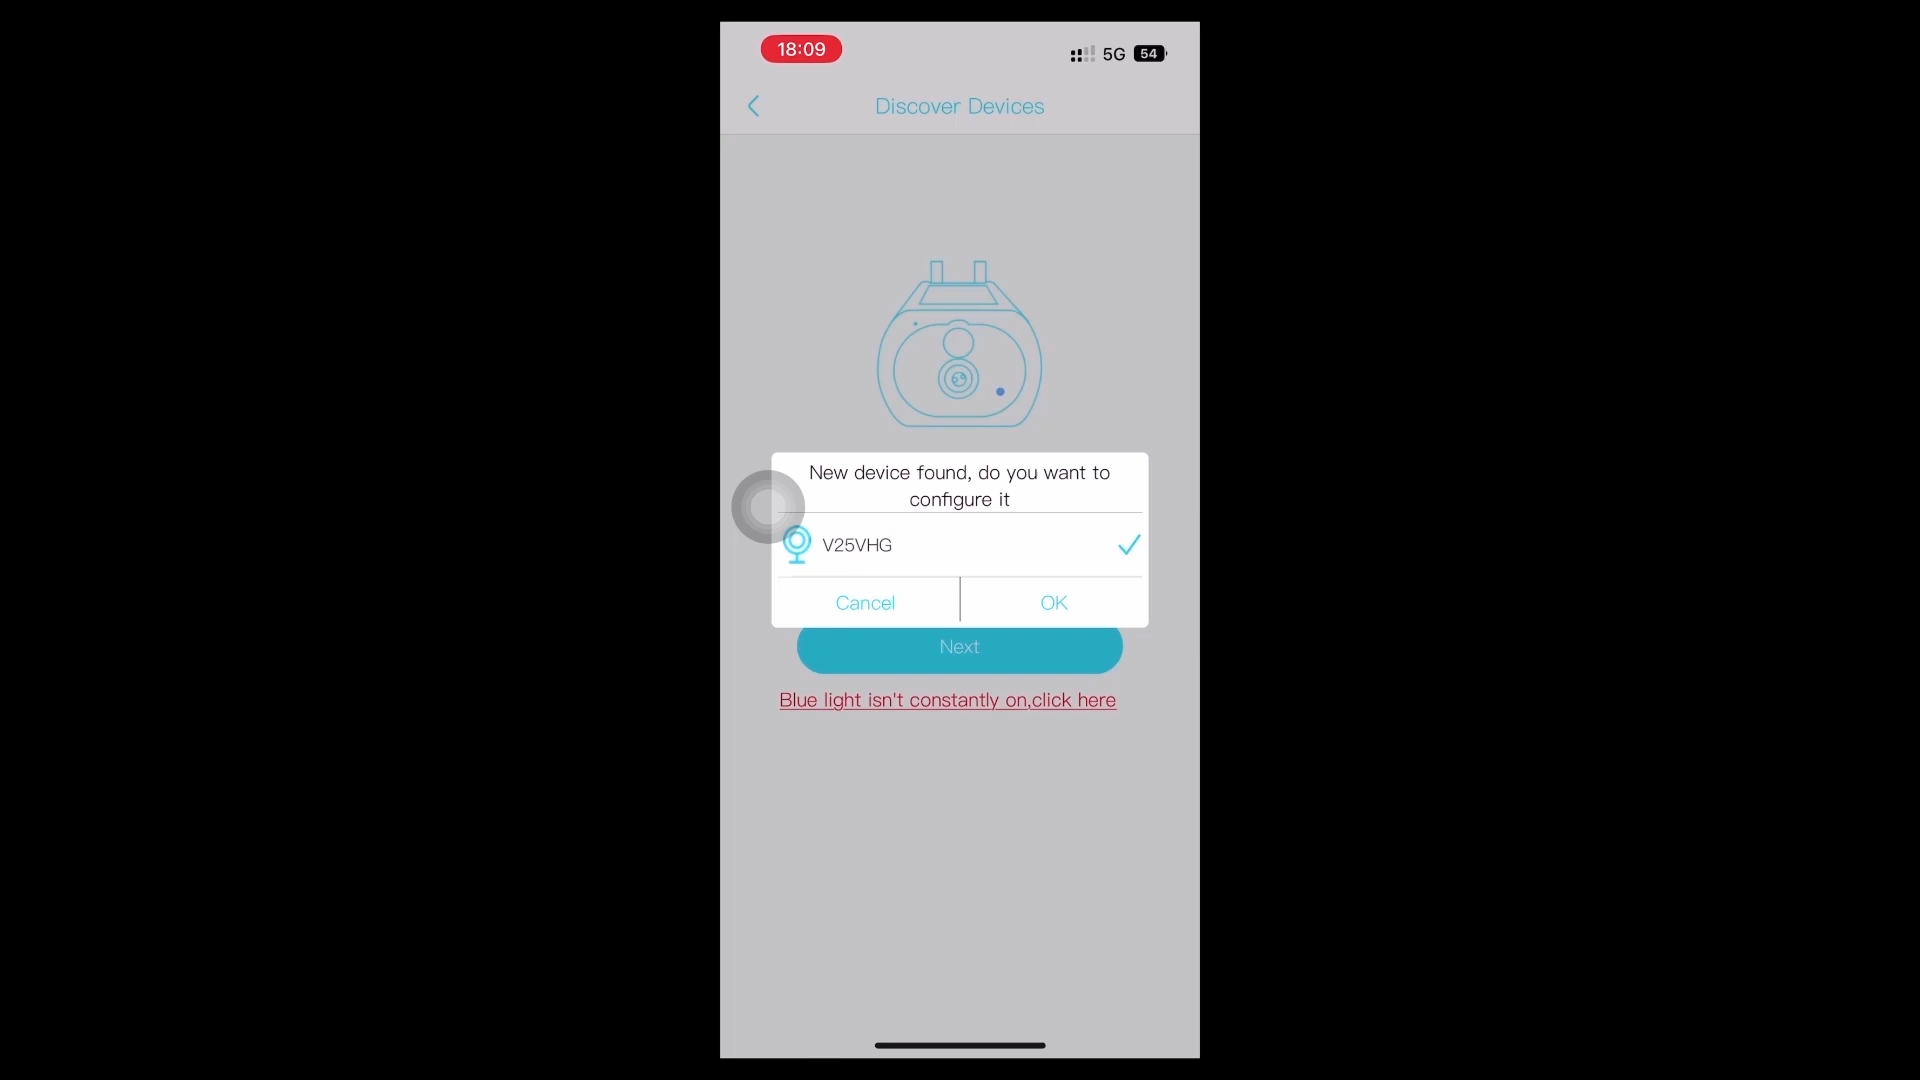 18:09
5G 54
Discover Devices
New device found, do you want to
configure it
V25VHG
Cancel
OK
Next
Blue light isn't constantly on,click here